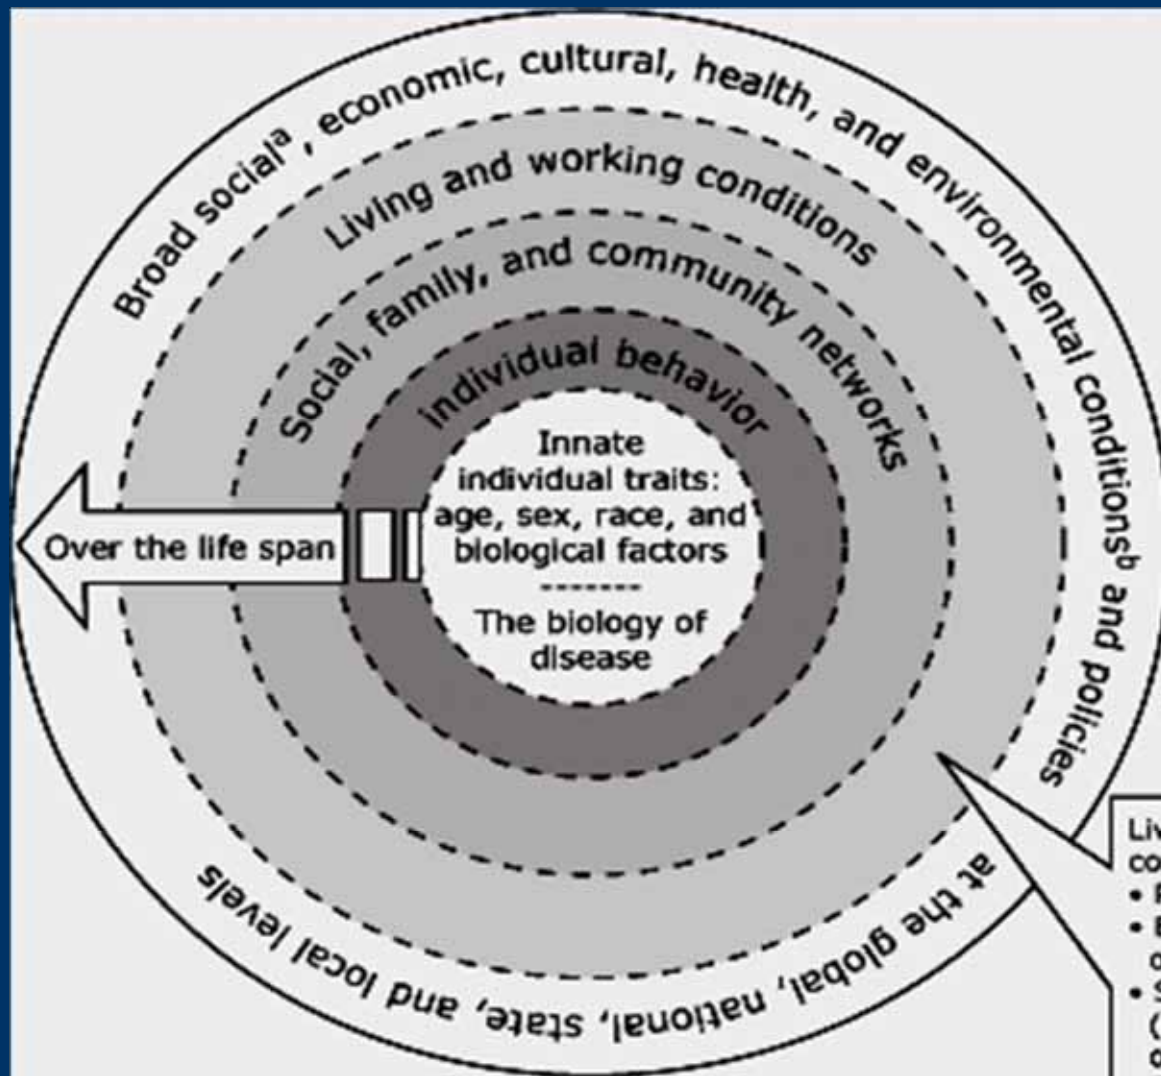 Broad socialᵃ, economic, cultural, health, and environmental conditionsᵇ and policies
at the global, national, state, and local levels
Living and working conditions
Social, family, and community networks
individual behavior
Innate
individual traits:
age, sex, race, and
biological factors
-------
The biology of
disease
Over the life span